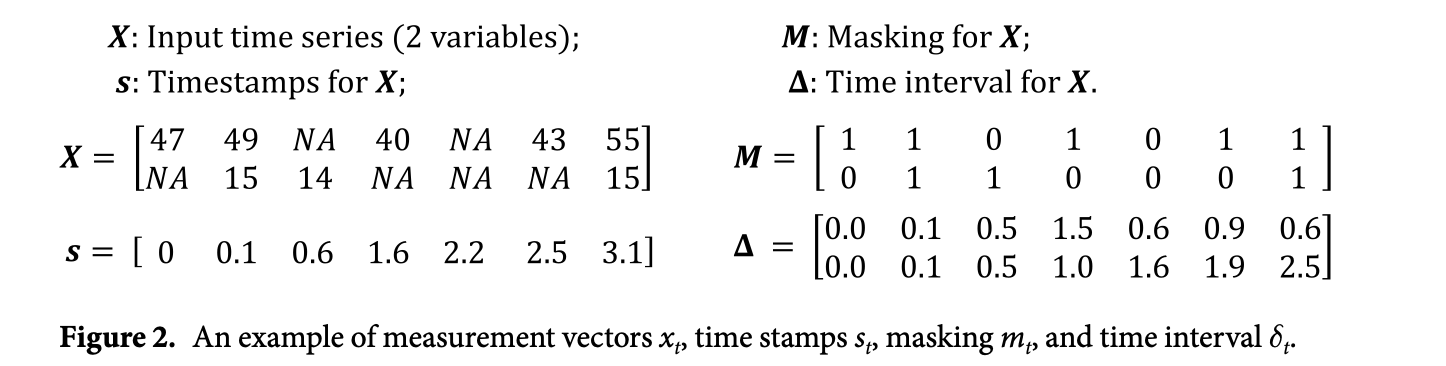 X: Input time series (2 variables);
s: Timestamps for X;
M: Masking for X;
Δ: Time interval for X.
X = [47 49 NA 40 NA 43 55
NA 15 14 NA NA NA 15]
s = [ 0 0.1 0.6 1.6 2.2 2.5 3.1]
M = [1 1 0 1 0 1 1
0 1 1 0 0 0 1]
Δ = [0.0 0.1 0.5 1.5 0.6 0.9 0.6
0.0 0.1 0.5 1.0 1.6 1.9 2.5]
Figure 2. An example of measurement vectors xₜ, time stamps sₜ, masking mₜ, and time interval δₜ.